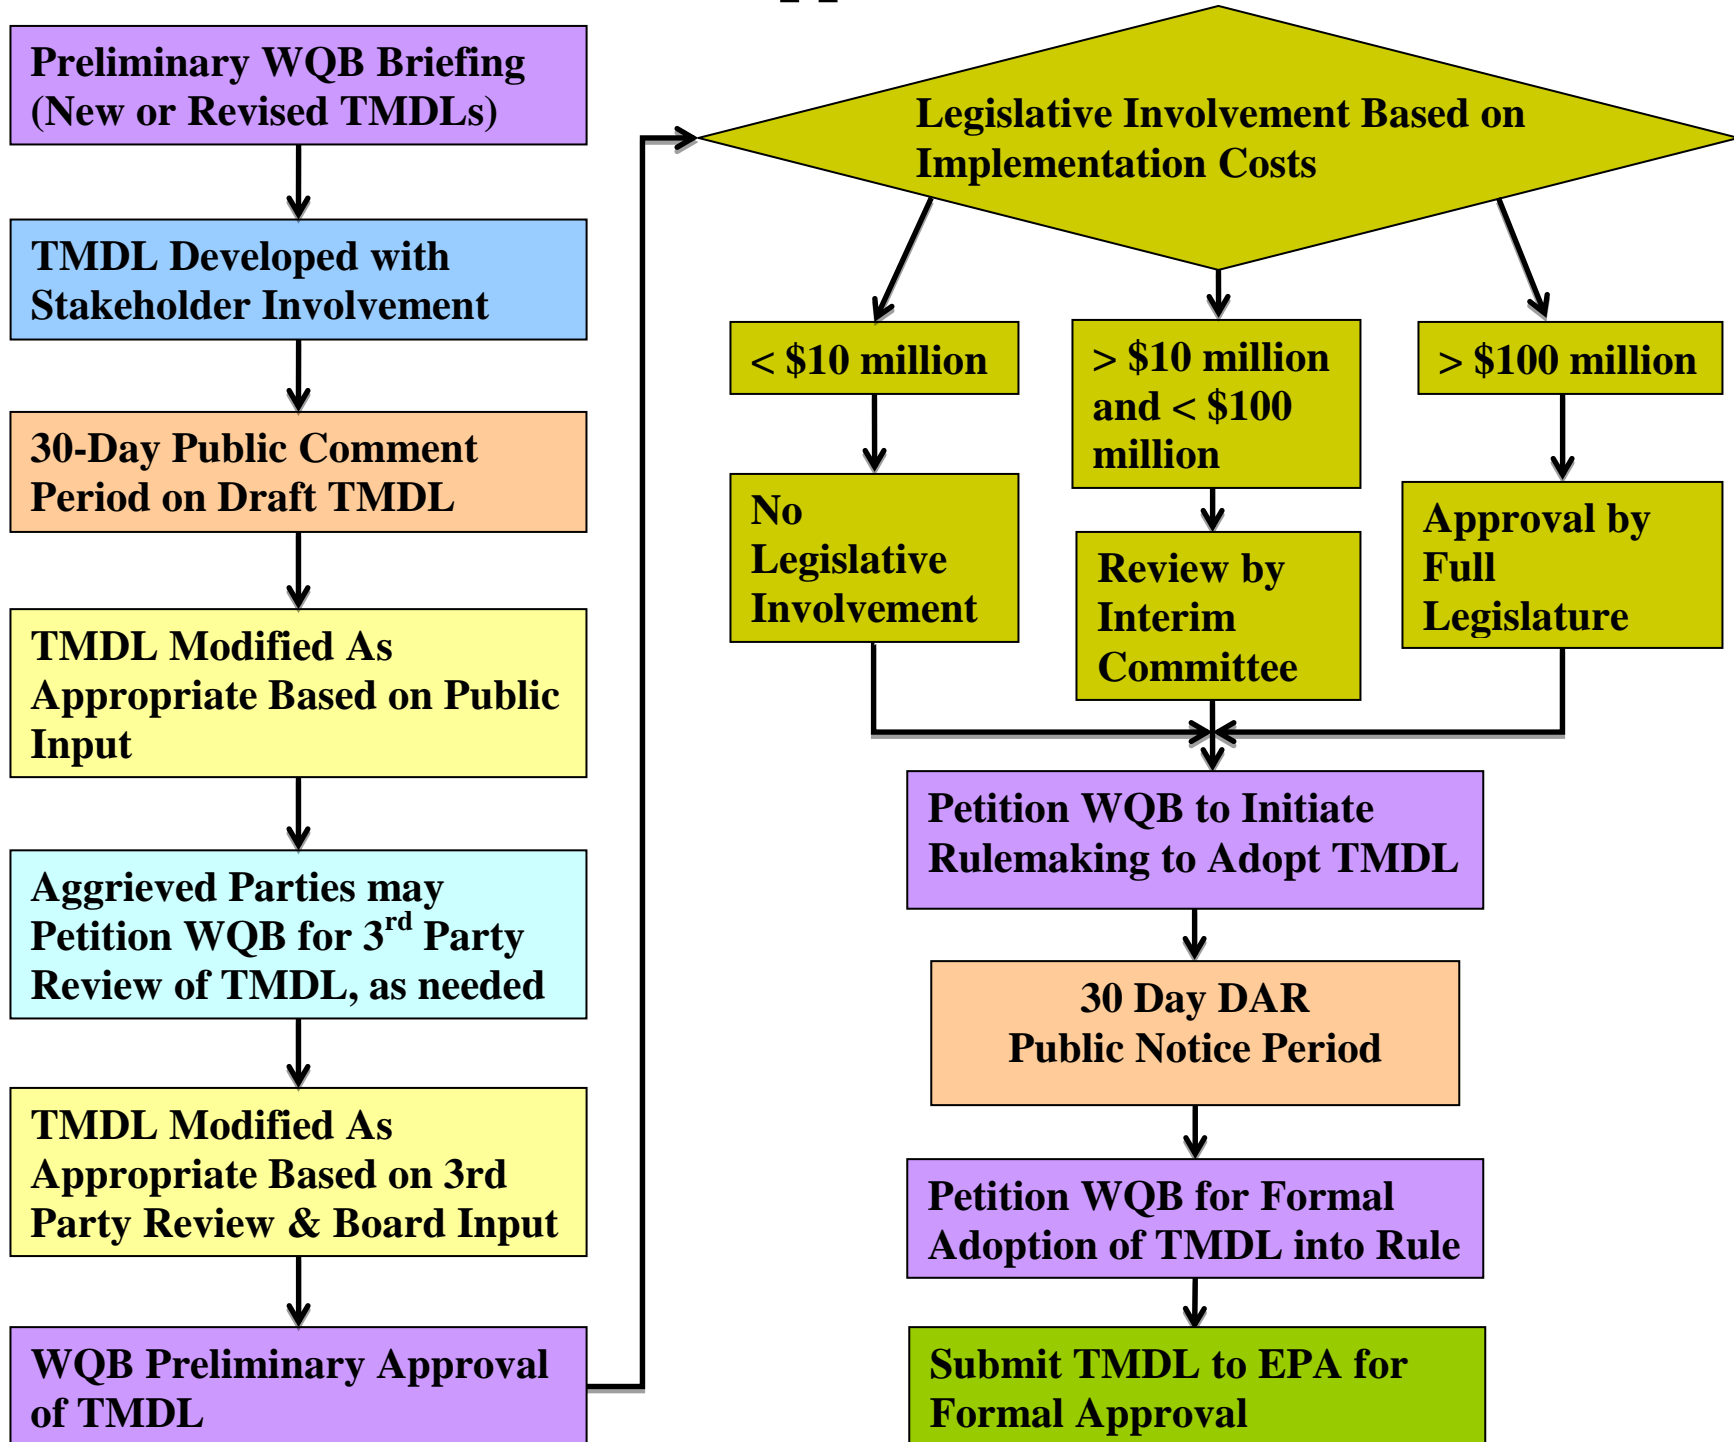 Preliminary WQB Briefing
(New or Revised TMDLs)
TMDL Developed with
Stakeholder Involvement
30-Day Public Comment
Period on Draft TMDL
TMDL Modified As
Appropriate Based on Public
Input
Aggrieved Parties may
Petition WQB for 3rd Party
Review of TMDL, as needed
TMDL Modified As
Appropriate Based on 3rd
Party Review & Board Input
WQB Preliminary Approval
of TMDL
Legislative Involvement Based on
Implementation Costs
< $10 million
> $10 million
and < $100
million
> $100 million
No
Legislative
Involvement
Review by
Interim
Committee
Approval by
Full
Legislature
Petition WQB to Initiate
Rulemaking to Adopt TMDL
30 Day DAR
Public Notice Period
Petition WQB for Formal
Adoption of TMDL into Rule
Submit TMDL to EPA for
Formal Approval